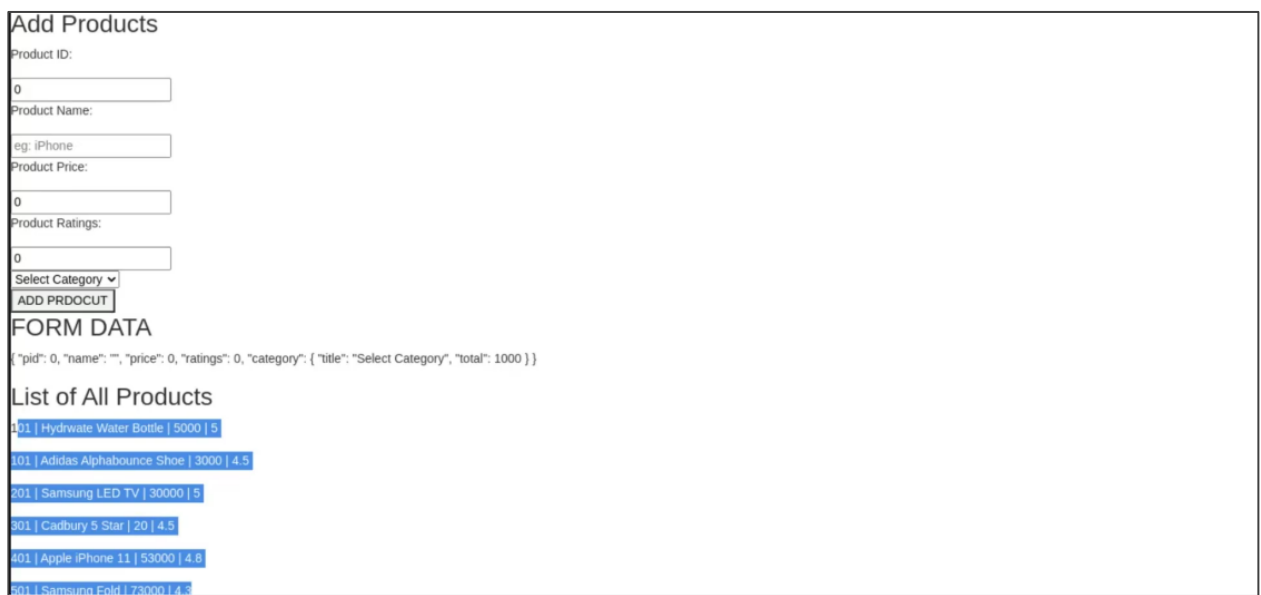 Add Products
Product ID:
0
Product Name:
eg: iPhone
Product Price:
0
Product Ratings:
0
Select Category
ADD PRDOCUT
FORM DATA
{ "pid": 0, "name": "", "price": 0, "ratings": 0, "category": { "title": "Select Category", "total": 1000 } }
List of All Products
101 | Hydrwate Water Bottle | 5000 | 5
101 | Adidas Alphabounce Shoe | 3000 | 4.5
201 | Samsung LED TV | 30000 | 5
301 | Cadbury 5 Star | 20 | 4.5
401 | Apple iPhone 11 | 53000 | 4.8
501 | Samsung Fold | 73000 | 4.3